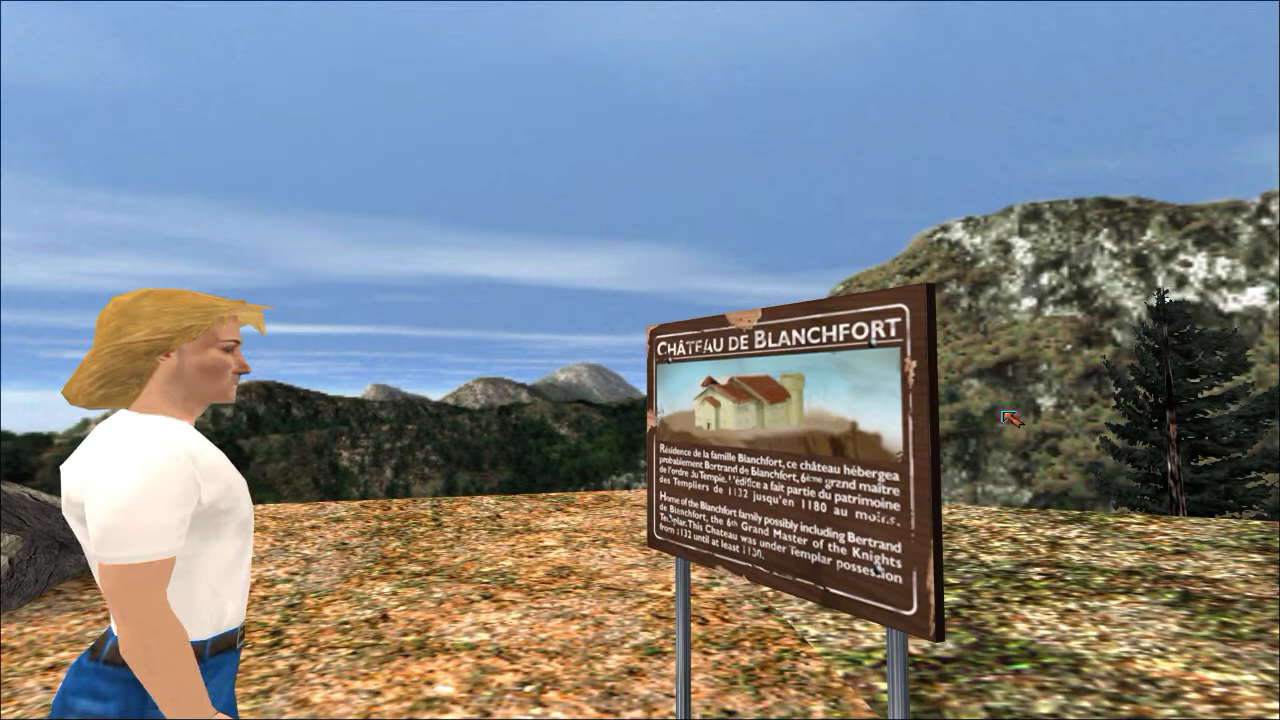 CHÂTEAU DE BLANCHFORT
Résidence de la famille Blanchfort, ce château hébergea
probablement Bertrand de Blanchfort, 6ème grand maître
de l'ordre du Temple. L'édifice a fait partie du patrimoine
des Templiers de 1132 jusqu'en 1180 au moins.
Home of the Blanchfort family possibly including Bertrand
de Blanchfort, the 6th Grand Master of the Knights
Templar. This Chateau was under Templar possession
from 1132 until at least 1180.